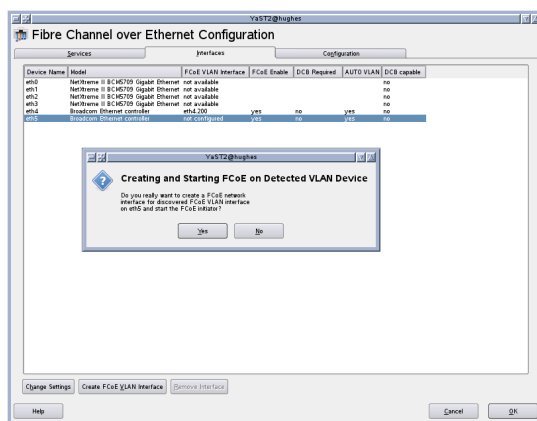 YaST2@hughes
Fibre Channel over Ethernet Configuration
Services Interfaces Configuration
Device Name Model FCoE VLAN Interface FCoE Enable DCB Required AUTO VLAN DCB capable
eth0 NetXtreme II BCM5709 Gigabit Ethernet not available no
eth1 NetXtreme II BCM5709 Gigabit Ethernet not available no
eth2 NetXtreme II BCM5709 Gigabit Ethernet not available no
eth3 NetXtreme II BCM5709 Gigabit Ethernet not available no
eth4 Broadcom Ethernet controller eth4.200 yes no yes no
eth5 Broadcom Ethernet controller not configured yes no yes no
YaST2@hughes
Creating and Starting FCoE on Detected VLAN Device
Do you really want to create a FCoE network
interface for discovered FCoE VLAN interface
on eth5 and start the FCoE initiator?
Yes No
Change Settings Create FCoE VLAN Interface Remove Interface
Help Cancel OK